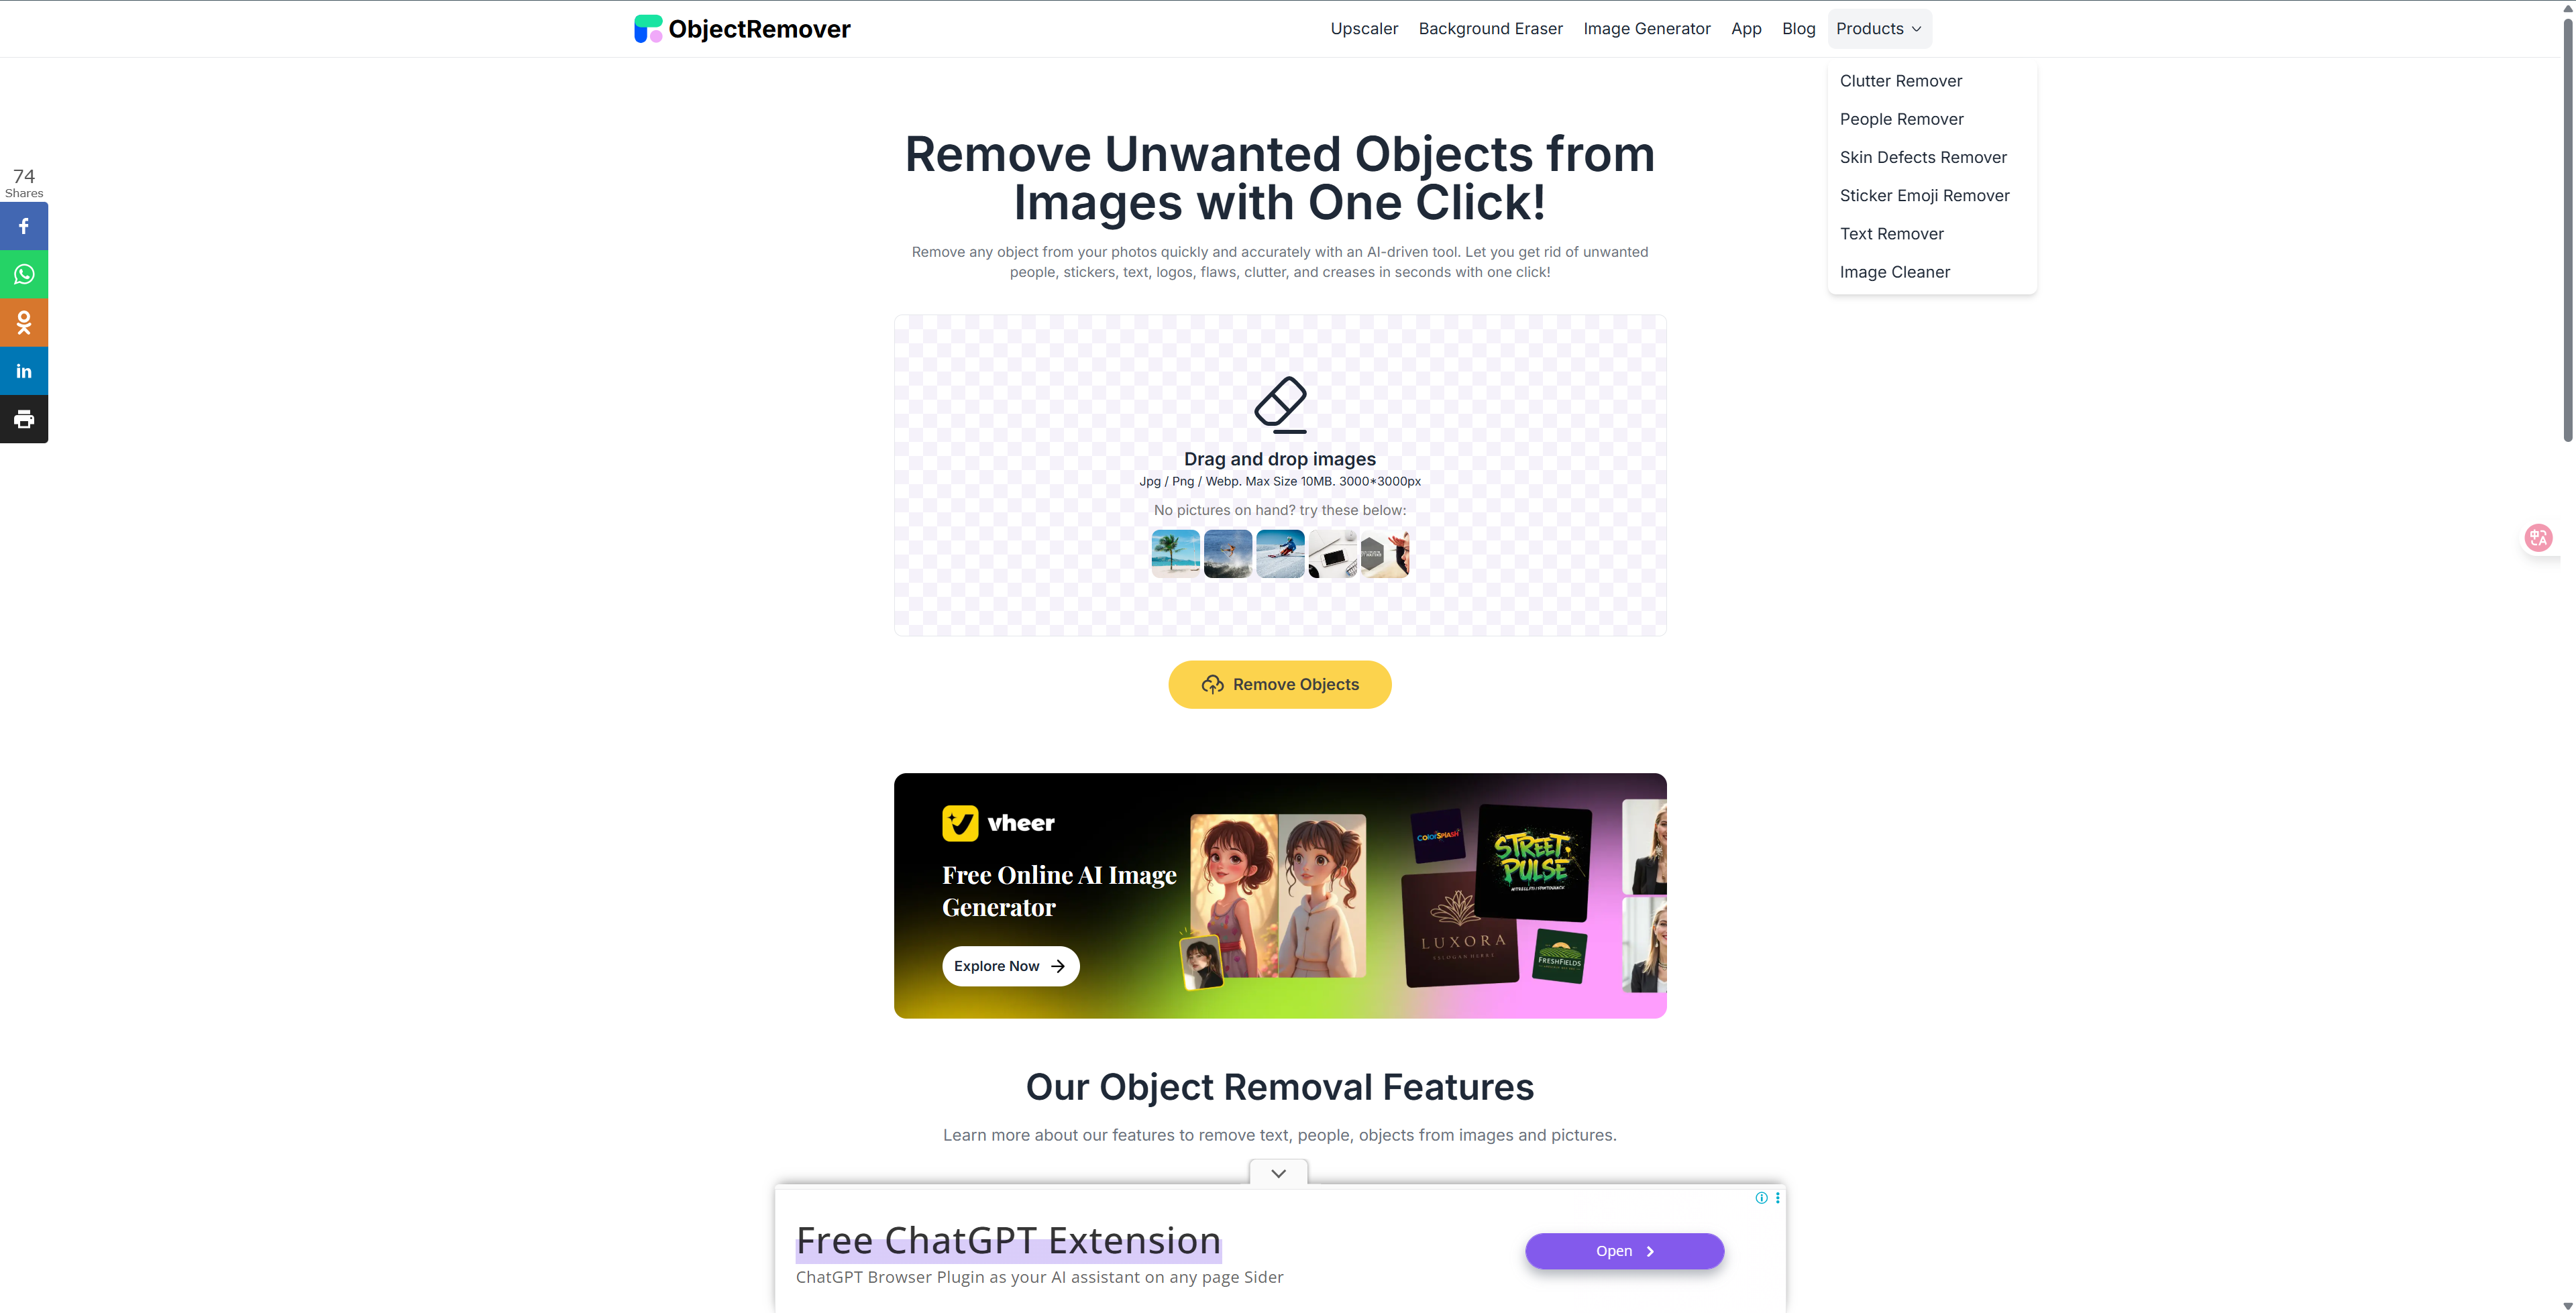 ObjectRemover
Upscaler
Background Eraser
Image Generator
App
Blog
Products
Clutter Remover
People Remover
Skin Defects Remover
Sticker Emoji Remover
Text Remover
Image Cleaner
74
Shares
Remove Unwanted Objects from
Images with One Click!
Remove any object from your photos quickly and accurately with an AI-driven tool. Let you get rid of unwanted
people, stickers, text, logos, flaws, clutter, and creases in seconds with one click!
Drag and drop images
Jpg / Png / Webp. Max Size 10MB. 3000*3000px
No pictures on hand? try these below:
Remove Objects
vheer
Free Online AI Image
Generator
Explore Now
COLORSPLASH
STREET
PULSE
LUXORA
FRESHFIELDS
Our Object Removal Features
Learn more about our features to remove text, people, objects from images and pictures.
Free ChatGPT Extension
ChatGPT Browser Plugin as your AI assistant on any page Sider
Open